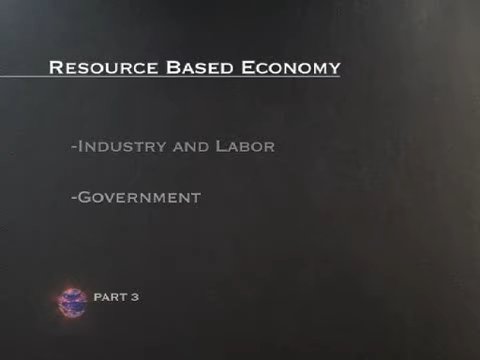 Resource Based Economy
-Industry and Labor
-Government
Part 3